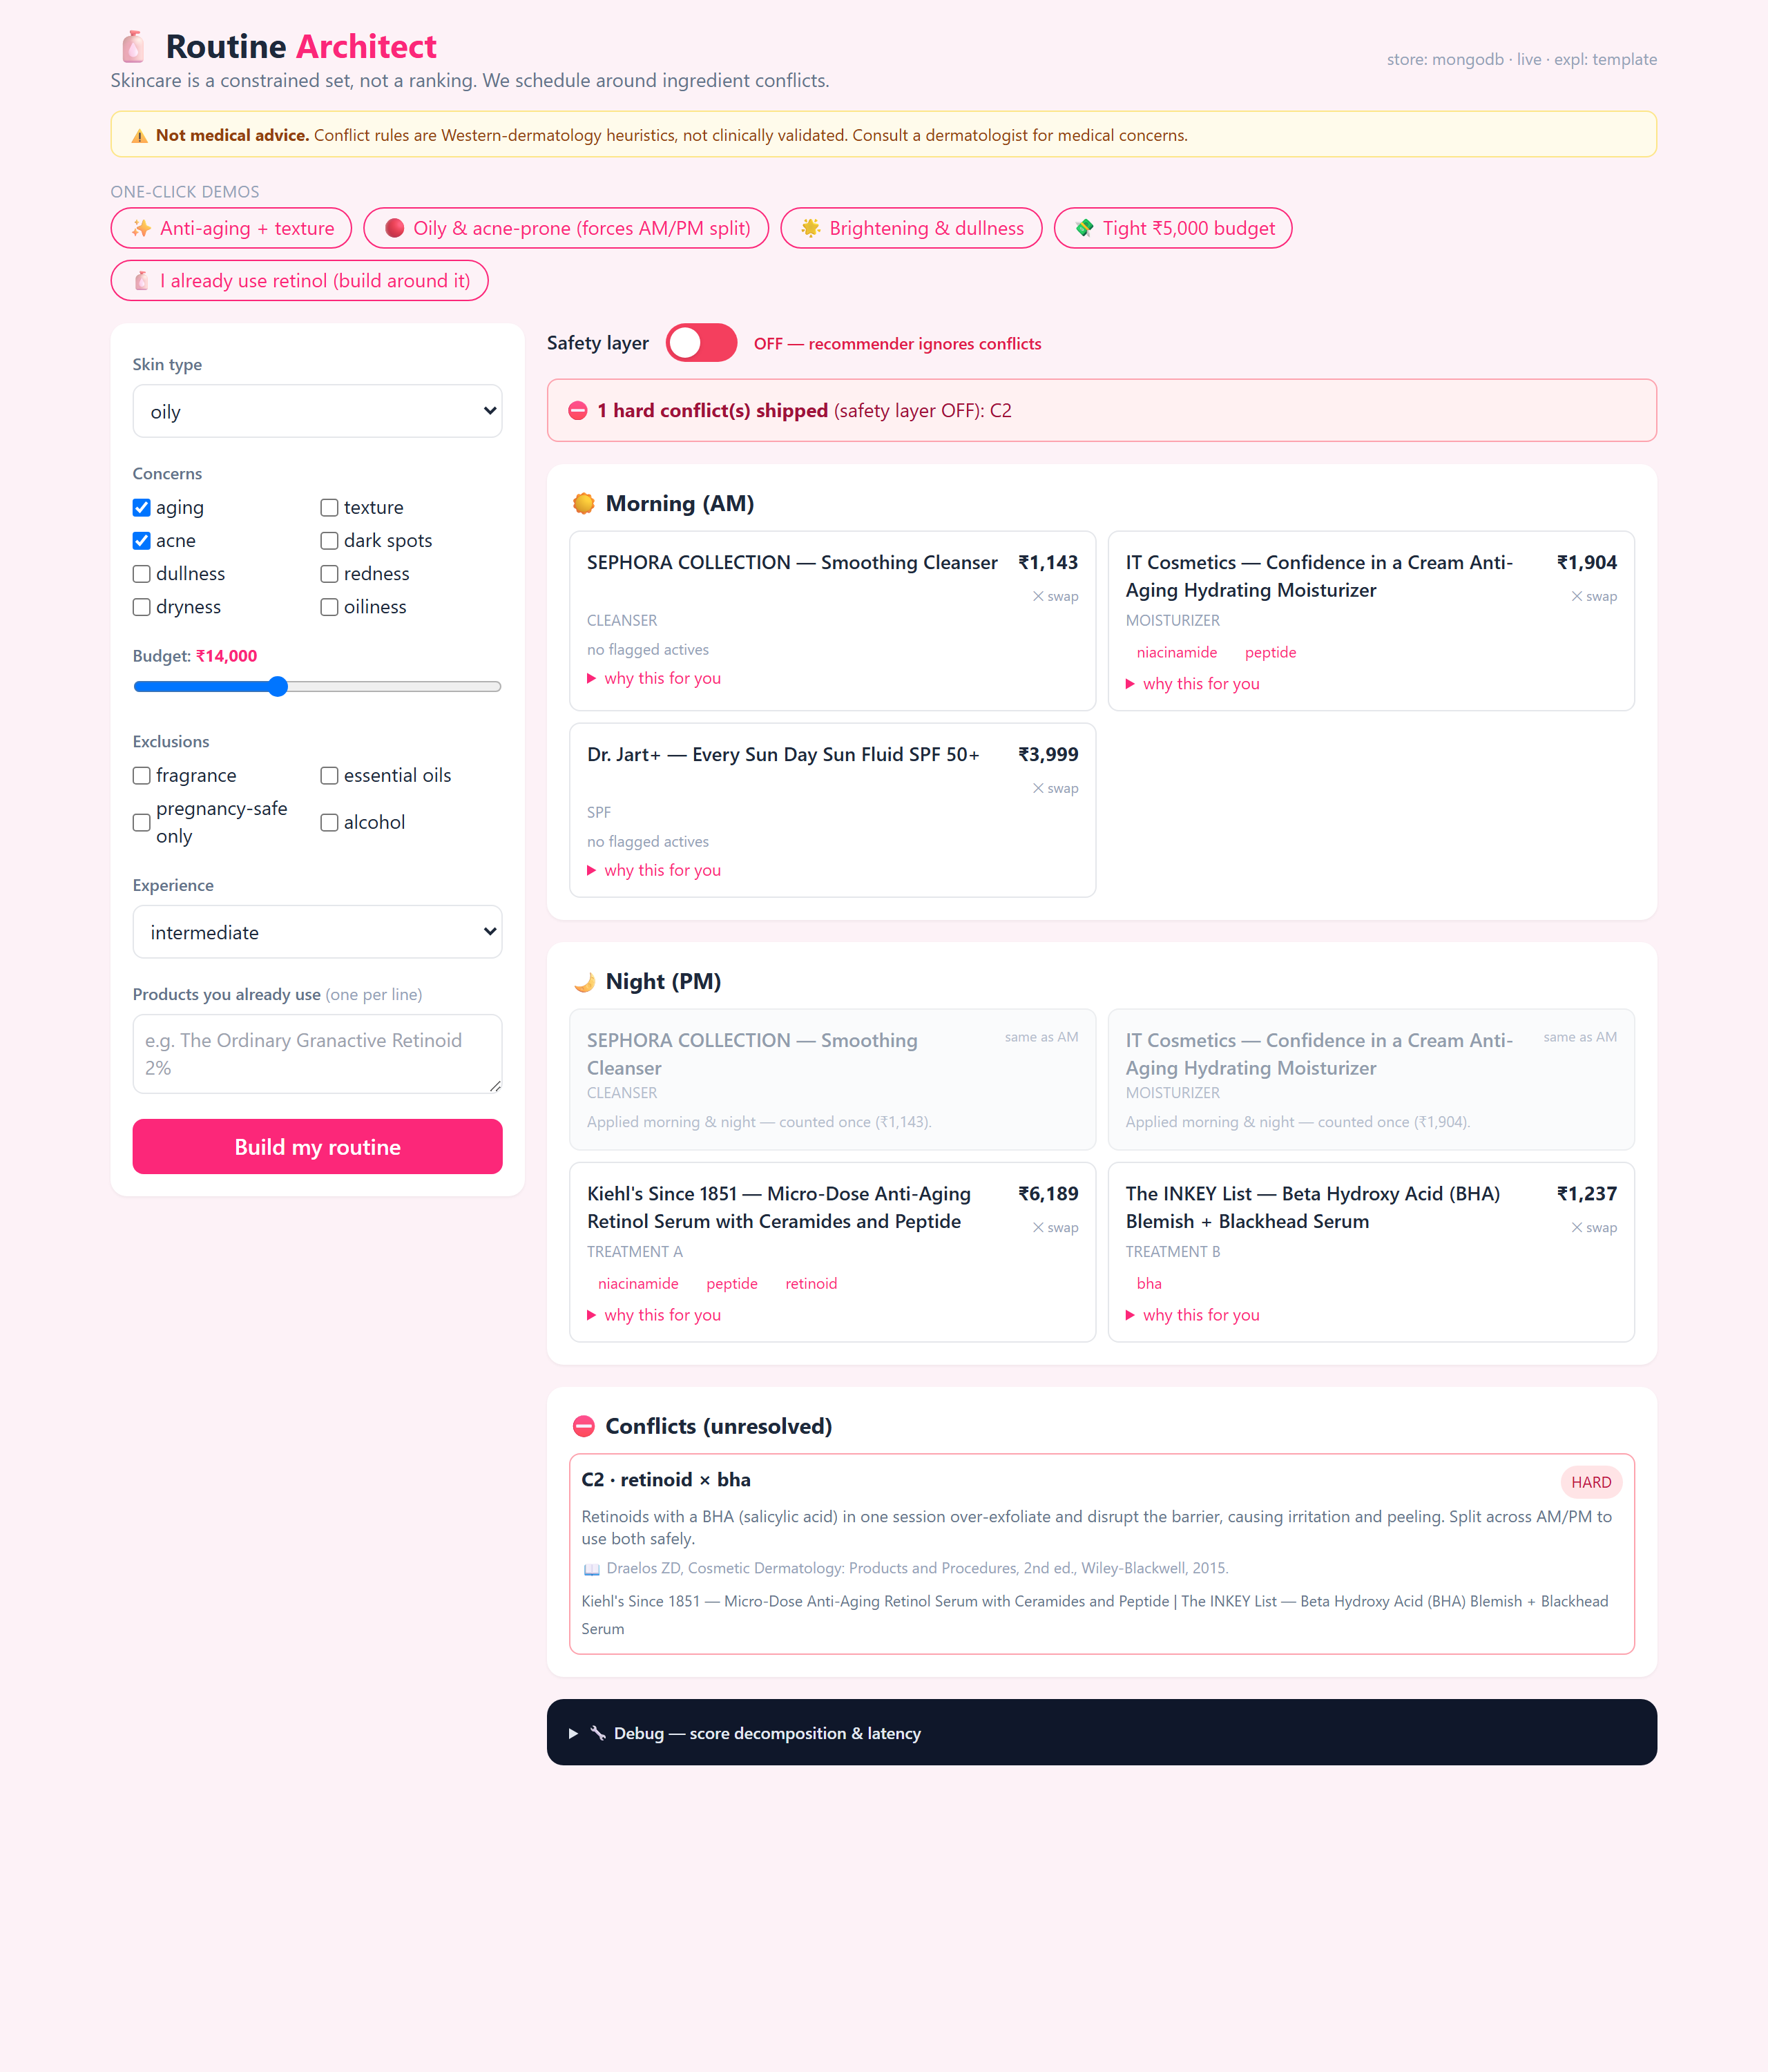 Routine Architect
Skincare is a constrained set, not a ranking. We schedule around ingredient conflicts.
store: mongodb · live · expl: template
Not medical advice. Conflict rules are Western-dermatology heuristics, not clinically validated. Consult a dermatologist for medical concerns.
ONE-CLICK DEMOS
Anti-aging + texture
Oily & acne-prone (forces AM/PM split)
Brightening & dullness
Tight ₹5,000 budget
I already use retinol (build around it)
Skin type
oily
Concerns
aging
texture
acne
dark spots
dullness
redness
dryness
oiliness
Budget: ₹14,000
Exclusions
fragrance
essential oils
pregnancy-safe
only
alcohol
Experience
intermediate
Products you already use (one per line)
e.g. The Ordinary Granactive Retinoid
2%
Build my routine
Safety layer
OFF — recommender ignores conflicts
1 hard conflict(s) shipped (safety layer OFF): C2
Morning (AM)
SEPHORA COLLECTION — Smoothing Cleanser
₹1,143
× swap
CLEANSER
no flagged actives
why this for you
IT Cosmetics — Confidence in a Cream Anti-
Aging Hydrating Moisturizer
₹1,904
× swap
MOISTURIZER
niacinamide peptide
why this for you
Dr. Jart+ — Every Sun Day Sun Fluid SPF 50+
₹3,999
× swap
SPF
no flagged actives
why this for you
Night (PM)
SEPHORA COLLECTION — Smoothing
Cleanser
same as AM
CLEANSER
Applied morning & night — counted once (₹1,143).
IT Cosmetics — Confidence in a Cream Anti-
Aging Hydrating Moisturizer
same as AM
MOISTURIZER
Applied morning & night — counted once (₹1,904).
Kiehl's Since 1851 — Micro-Dose Anti-Aging
Retinol Serum with Ceramides and Peptide
₹6,189
× swap
TREATMENT A
niacinamide peptide retinoid
why this for you
The INKEY List — Beta Hydroxy Acid (BHA)
Blemish + Blackhead Serum
₹1,237
× swap
TREATMENT B
bha
why this for you
Conflicts (unresolved)
C2 · retinoid × bha
HARD
Retinoids with a BHA (salicylic acid) in one session over-exfoliate and disrupt the barrier, causing irritation and peeling. Split across AM/PM to
use both safely.
Draelos ZD, Cosmetic Dermatology: Products and Procedures, 2nd ed., Wiley-Blackwell, 2015.
Kiehl's Since 1851 — Micro-Dose Anti-Aging Retinol Serum with Ceramides and Peptide | The INKEY List — Beta Hydroxy Acid (BHA) Blemish + Blackhead
Serum
Debug — score decomposition & latency